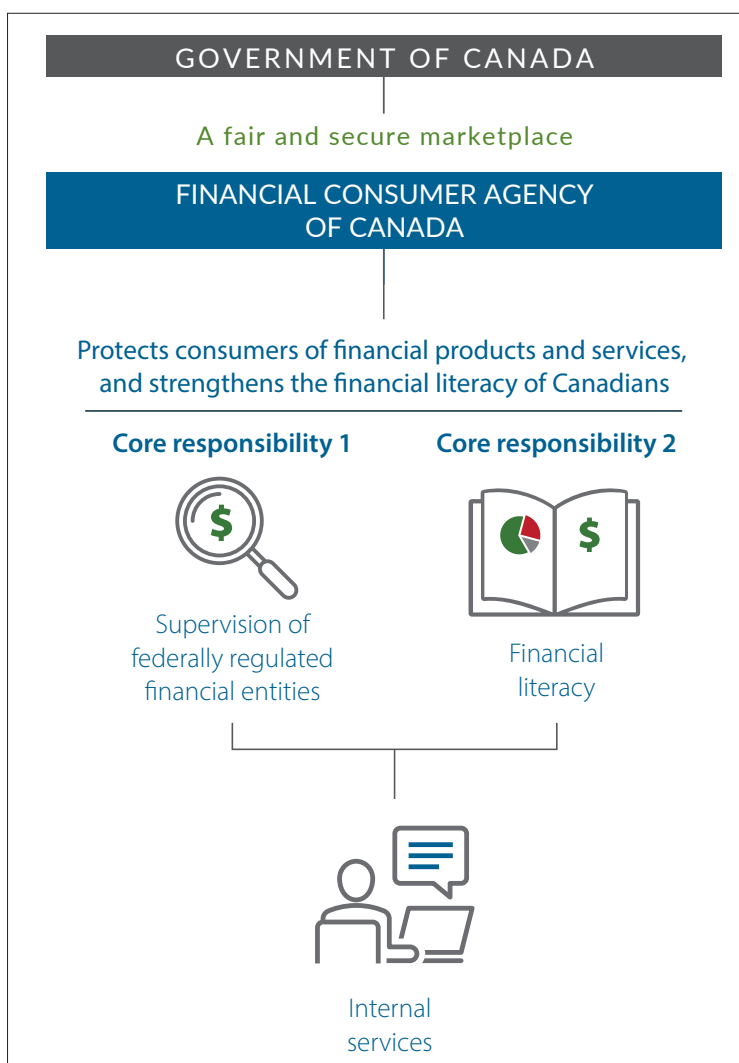 GOVERNMENT OF CANADA
A fair and secure marketplace
FINANCIAL CONSUMER AGENCY
OF CANADA
Protects consumers of financial products and services,
and strengthens the financial literacy of Canadians
Core responsibility 1
$
Supervision of
federally regulated
financial entities
Core responsibility 2
$
Financial
literacy
Internal
services